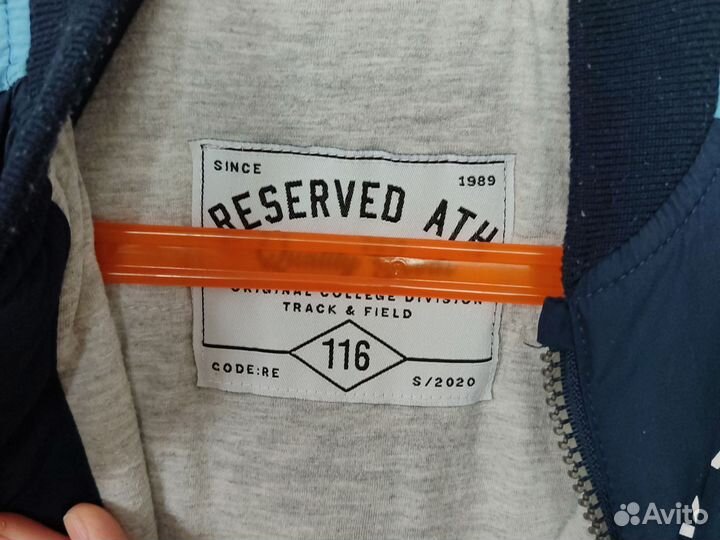 SINCE 1989
RESERVED ATH
ORIGINAL COLLEGE DIVISION
TRACK & FIELD
116
CODE:RE S/2020
Avito